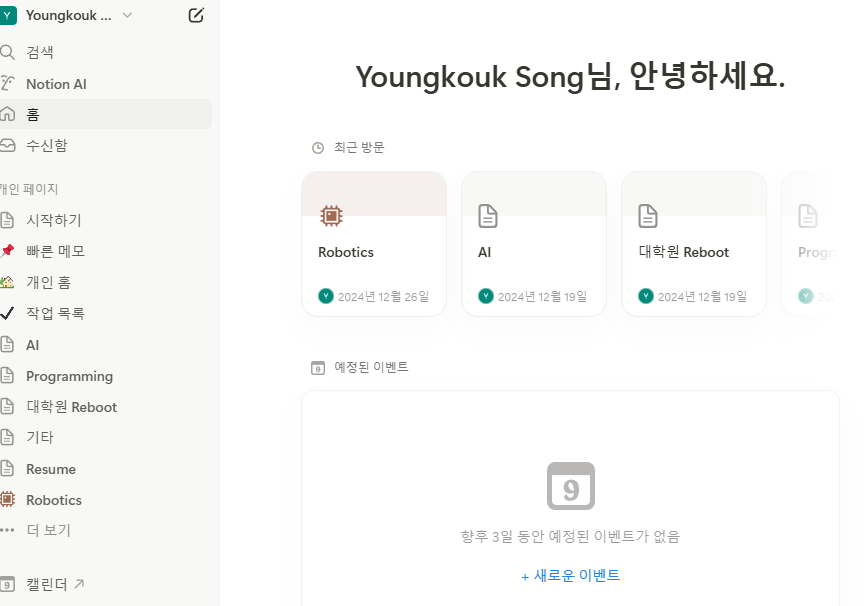 Y Youngkouk ...
검색
Notion AI
홈
수신함
개인 페이지
시작하기
빠른 메모
개인 홈
작업 목록
AI
Programming
대학원 Reboot
기타
Resume
Robotics
더 보기
9 캘린더
Youngkouk Song님, 안녕하세요.
최근 방문
Robotics
Y 2024년 12월 26일
AI
Y 2024년 12월 19일
대학원 Reboot
Y 2024년 12월 19일
Progra
Y 202
9 예정된 이벤트
9
향후 3일 동안 예정된 이벤트가 없음
+ 새로운 이벤트